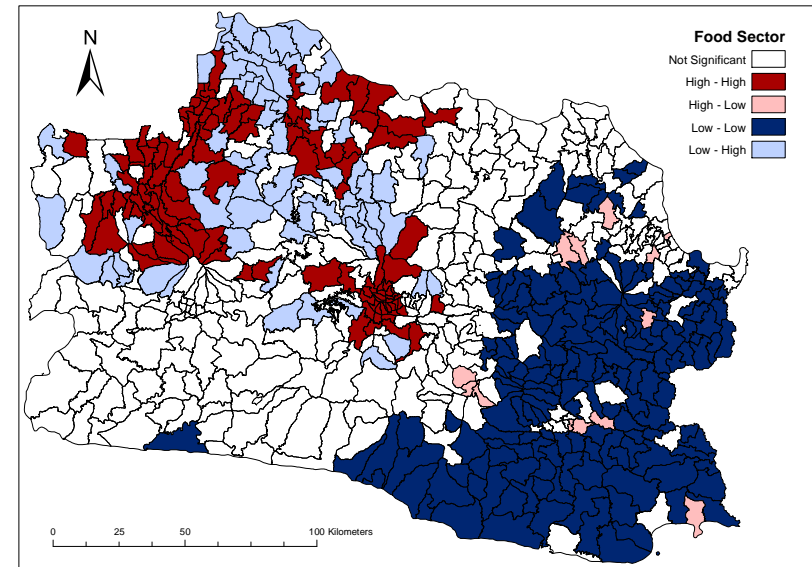 N
Food Sector
Not Significant
High - High
High - Low
Low - Low
Low - High
0 25 50 100 Kilometers